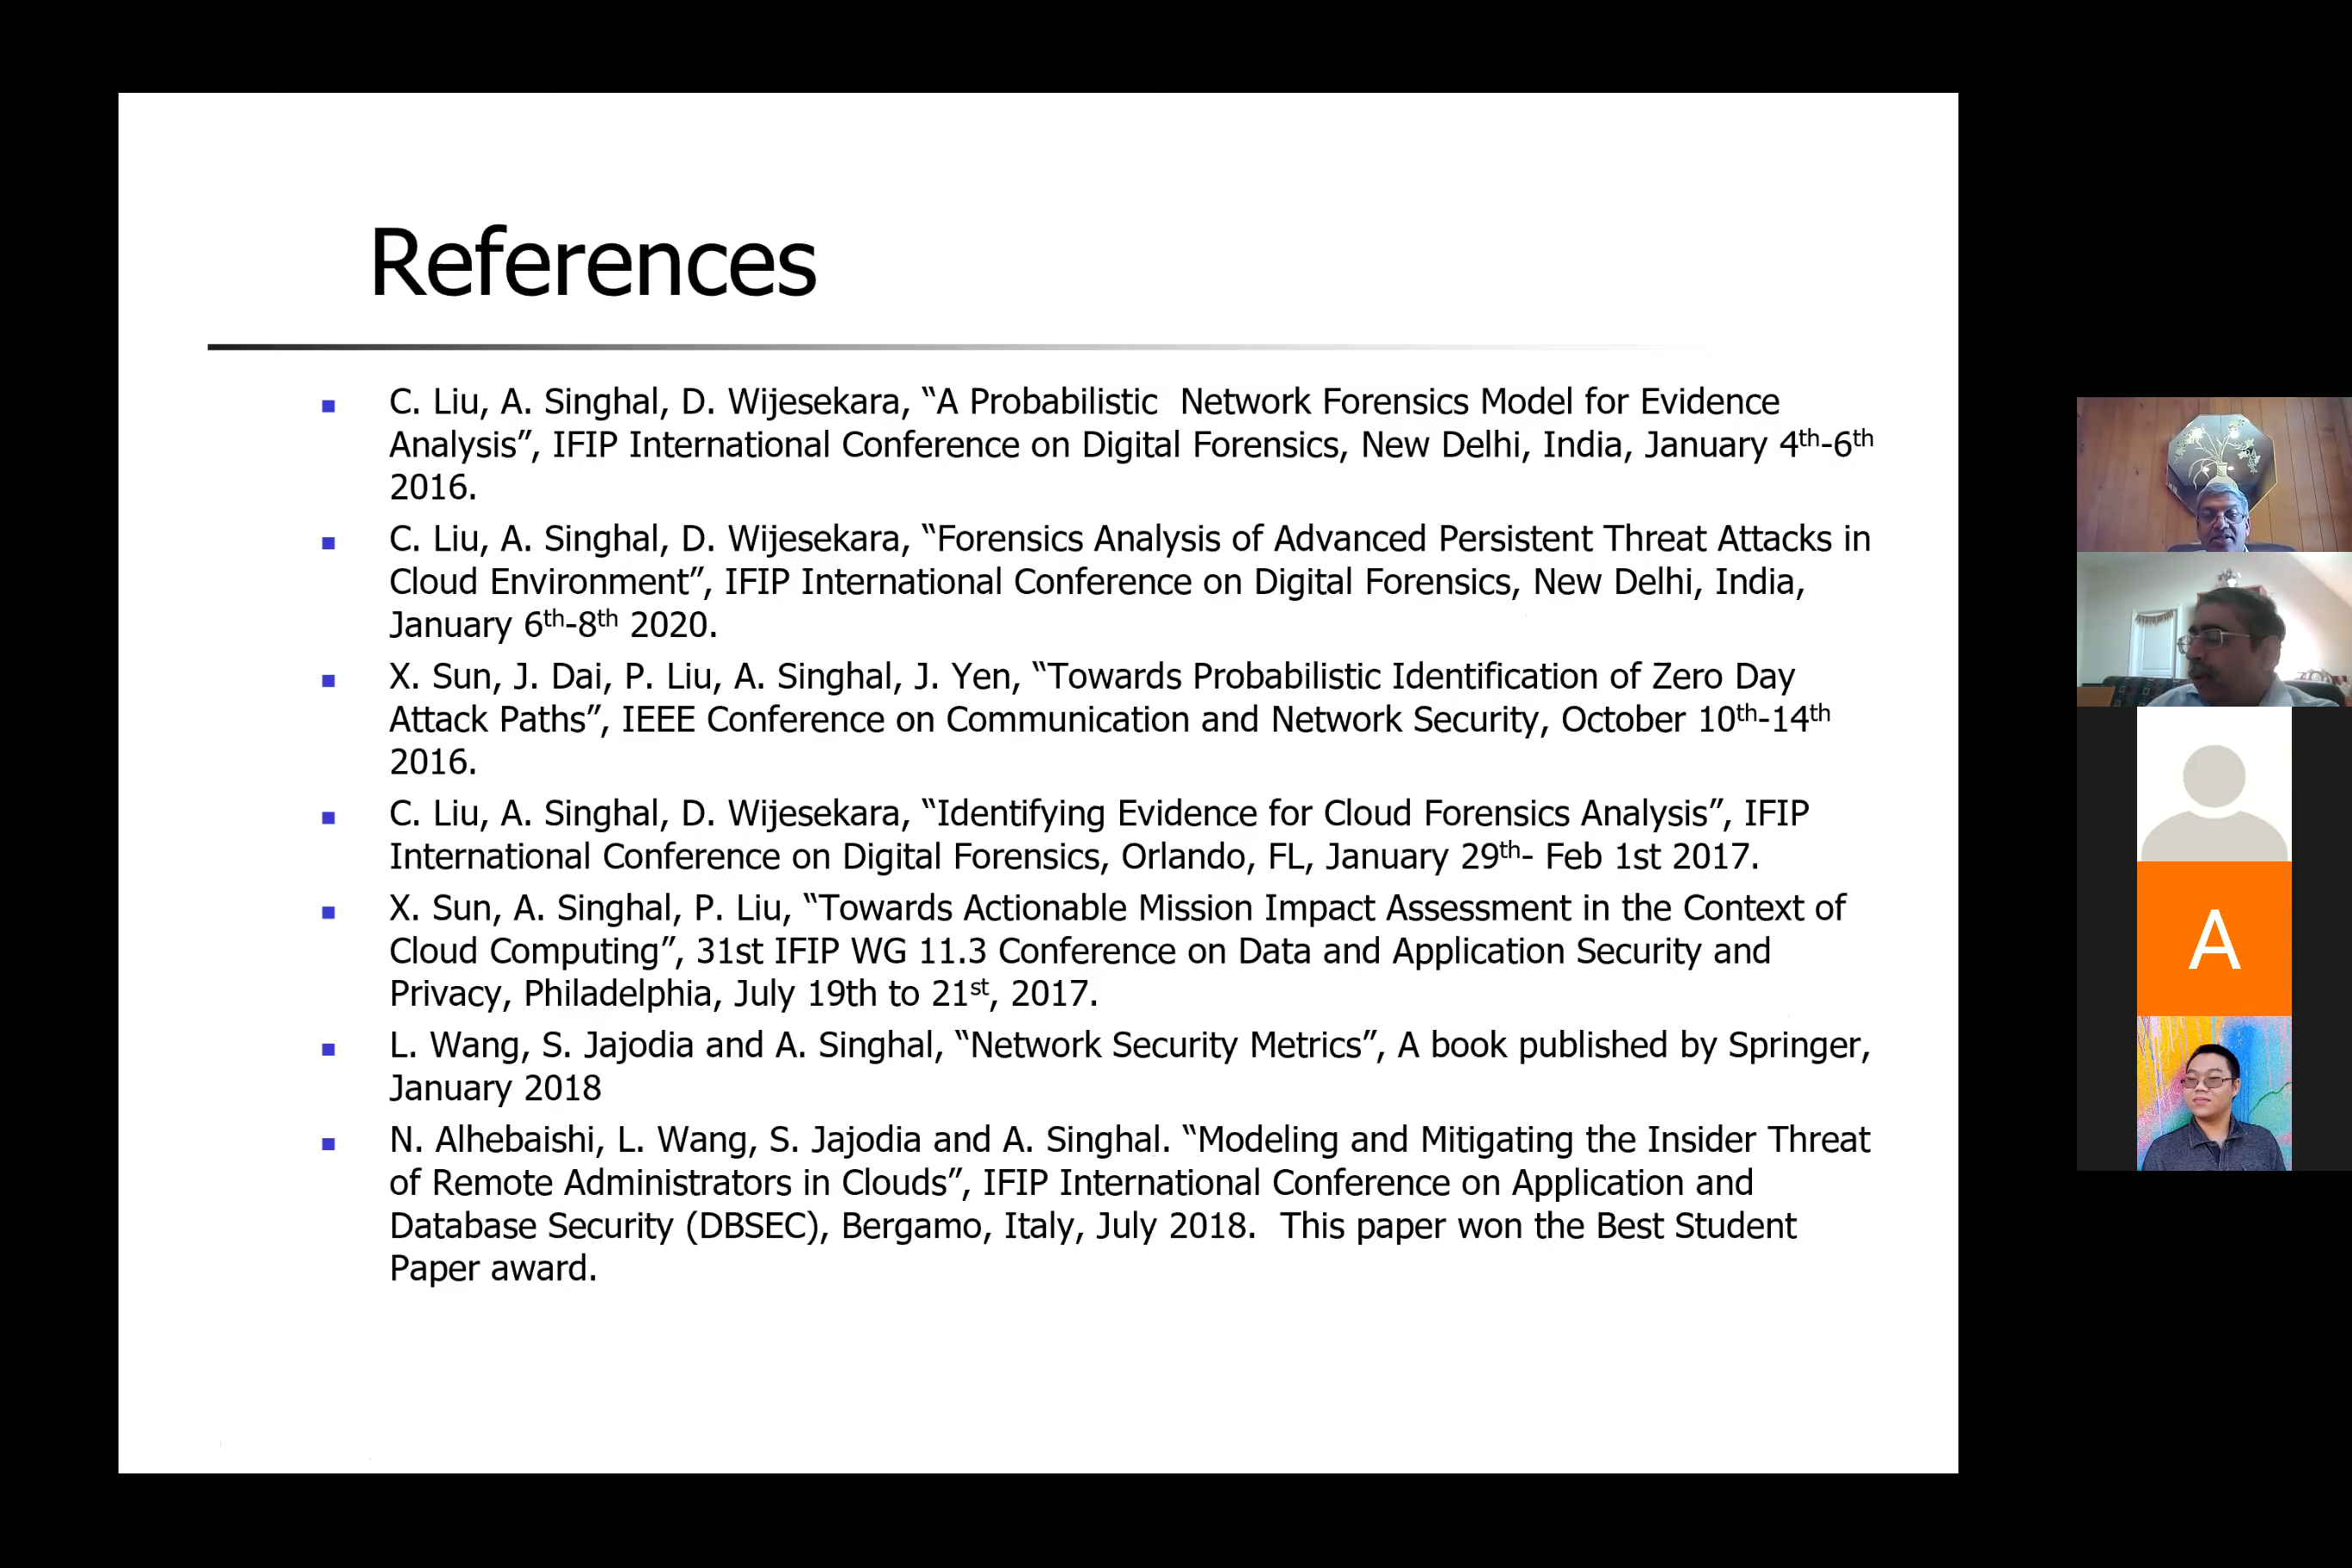 References
C. Liu, A. Singhal, D. Wijesekara, “A Probabilistic  Network Forensics Model for Evidence
Analysis”, IFIP International Conference on Digital Forensics, New Delhi, India, January 4th-6th
2016.
C. Liu, A. Singhal, D. Wijesekara, “Forensics Analysis of Advanced Persistent Threat Attacks in
Cloud Environment”, IFIP International Conference on Digital Forensics, New Delhi, India,
January 6th-8th 2020.
X. Sun, J. Dai, P. Liu, A. Singhal, J. Yen, “Towards Probabilistic Identification of Zero Day
Attack Paths”, IEEE Conference on Communication and Network Security, October 10th-14th
2016.
C. Liu, A. Singhal, D. Wijesekara, “Identifying Evidence for Cloud Forensics Analysis”, IFIP
International Conference on Digital Forensics, Orlando, FL, January 29th- Feb 1st 2017.
X. Sun, A. Singhal, P. Liu, “Towards Actionable Mission Impact Assessment in the Context of
Cloud Computing”, 31st IFIP WG 11.3 Conference on Data and Application Security and
Privacy, Philadelphia, July 19th to 21st, 2017.
L. Wang, S. Jajodia and A. Singhal, “Network Security Metrics”, A book published by Springer,
January 2018
N. Alhebaishi, L. Wang, S. Jajodia and A. Singhal. “Modeling and Mitigating the Insider Threat
of Remote Administrators in Clouds”, IFIP International Conference on Application and
Database Security (DBSEC), Bergamo, Italy, July 2018.  This paper won the Best Student
Paper award.
A